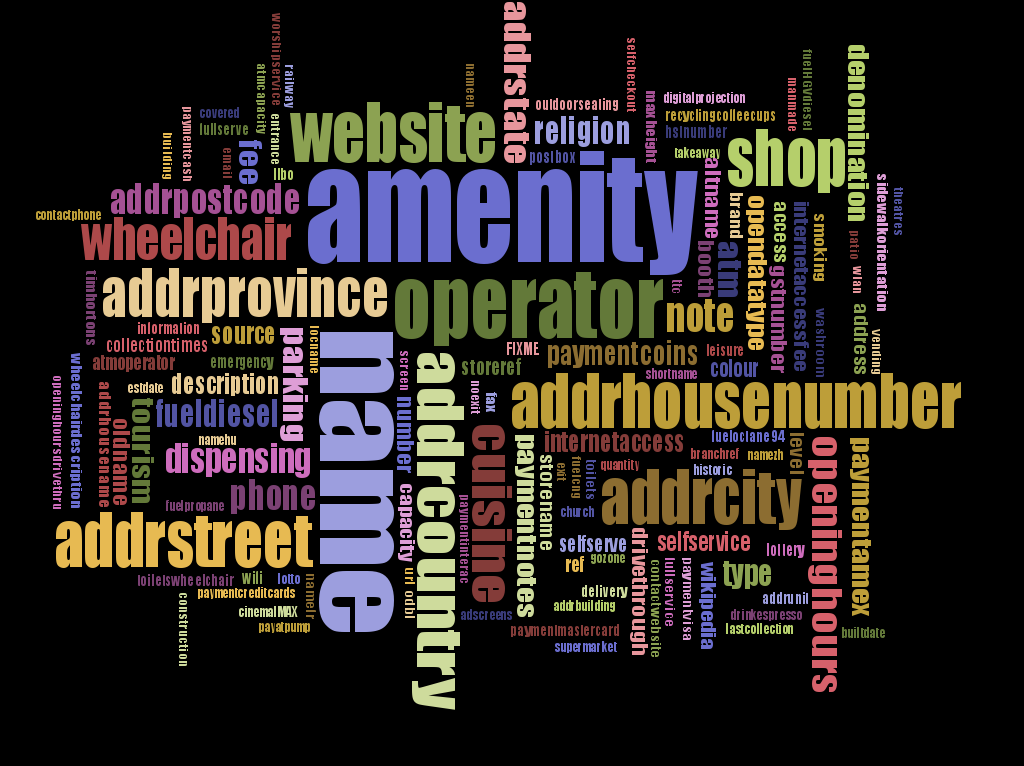 addrstate
worshipservice
railway
atmcapacity
nameen
selfcheckout
fuelHGVdiesel
denomination
manmade
maxheight
digitalprojection
outdoorseating
recyclingcolleecups
hslnumber
covered
fullserve
paymentcash
building
email
fee
entrance
llbo
website
religion
postbox
takeaway
shop
amenity
altname
brand
contactphone
addrpostcode
wheelchair
opendatatype
access
internetaccessfee
smoking
sidewalkorientation
theatres
patio
wlan
booth
atm
gstnumber
ttc
timhortons
addrprovince
operator
note
washroom
address
vending
information
collectiontimes
source
parking
locname
name
FIXME
paymentcoins
leisure
shortname
colour
atmoperator
emergency
storeref
screen
number
addrcountry
noexit
fax
addrhousenumber
wheelchairdescription
openinghoursdrivethru
addrhousename
oldname
tourism
estdate
description
fueldiesel
namehu
dispensing
fuelpropane
phone
capacity
cuisine
paymentinterac
paymentnotes
storename
internetaccess
exit
fuelcng
toilets
quantity
fueloctane94
branchref
namezh
historic
level
openinghours
paymentamex
church
addrcity
addrstreet
selfserve
gozone
ref
selfservice
lottery
type
toiletswheelchair
wifi
lotto
namefr
paymentcreditcards
cinemaIMAX
payatpump
construction
url
odbl
adscreens
delivery
addrbuilding
drivethrough
contactwebsite
fullservice
paymentvisa
wikipedia
addrunit
drinkespresso
lastcollection
builtdate
paymentmastercard
supermarket